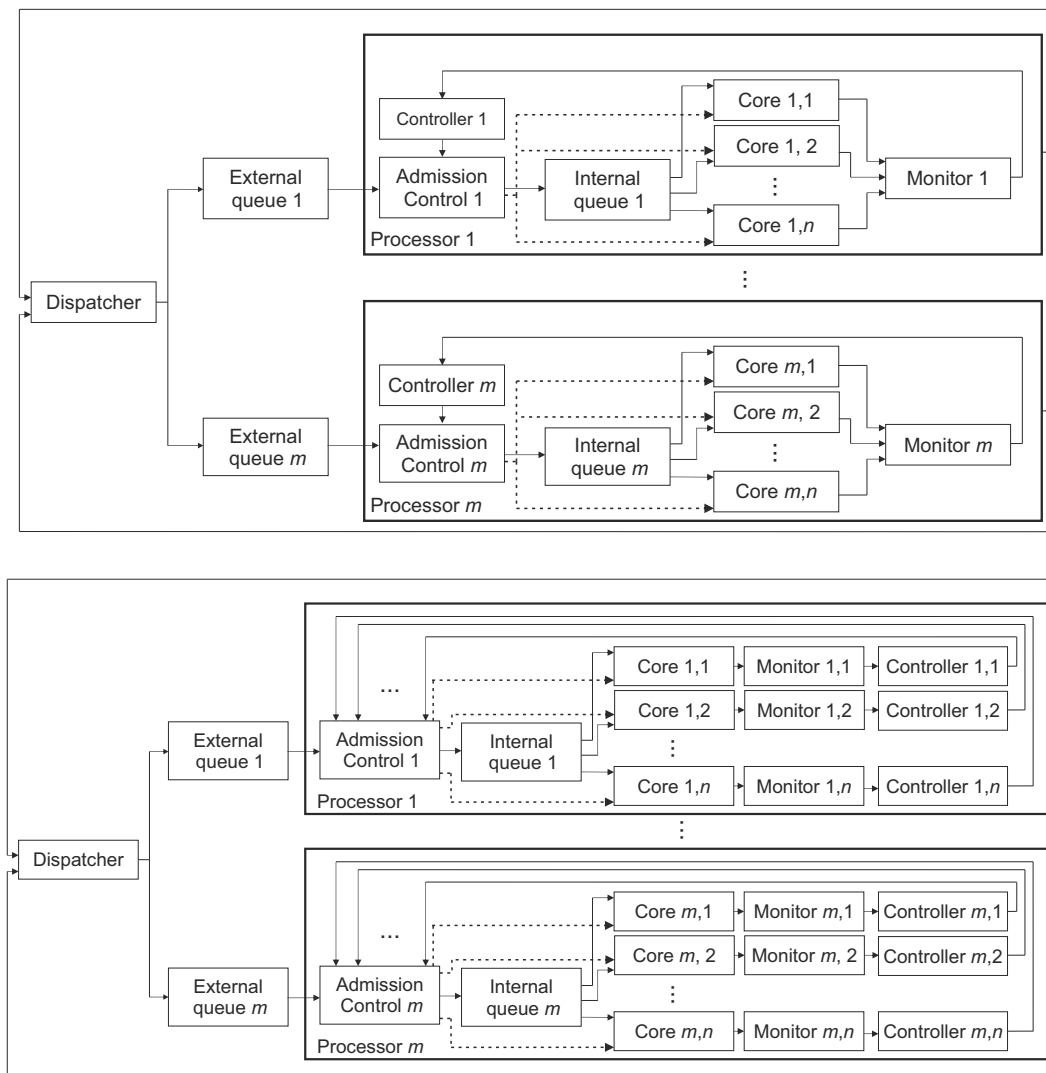 Core 1,1
Controller 1
Core 1, 2
External
queue 1
Admission
Control 1
Internal
queue 1
...
Monitor 1
Core 1,n
Processor 1
...
Dispatcher
Core m,1
Controller m
Core m, 2
External
queue m
Admission
Control m
Internal
queue m
...
Monitor m
Core m,n
Processor m
Core 1,1
Monitor 1,1
Controller 1,1
...
Core 1,2
Monitor 1,2
Controller 1,2
External
queue 1
Admission
Control 1
Internal
queue 1
...
Core 1,n
Monitor 1,n
Controller 1,n
Processor 1
...
Dispatcher
Core m,1
Monitor m,1
Controller m,1
...
Core m, 2
Monitor m, 2
Controller m,2
External
queue m
Admission
Control m
Internal
queue m
...
Core m,n
Monitor m,n
Controller m,n
Processor m